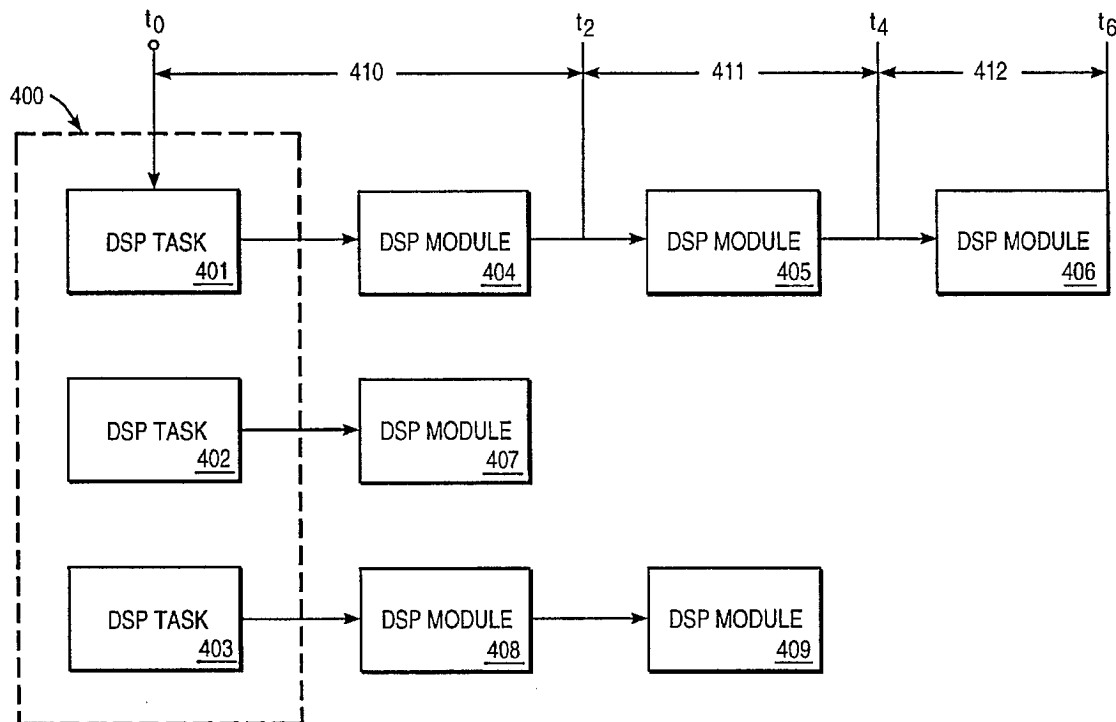 t0 t2 t4 t6
410 411 412
400
DSP TASK DSP MODULE DSP MODULE DSP MODULE
401 404 405 406
DSP TASK DSP MODULE
402 407
DSP TASK DSP MODULE DSP MODULE
403 408 409